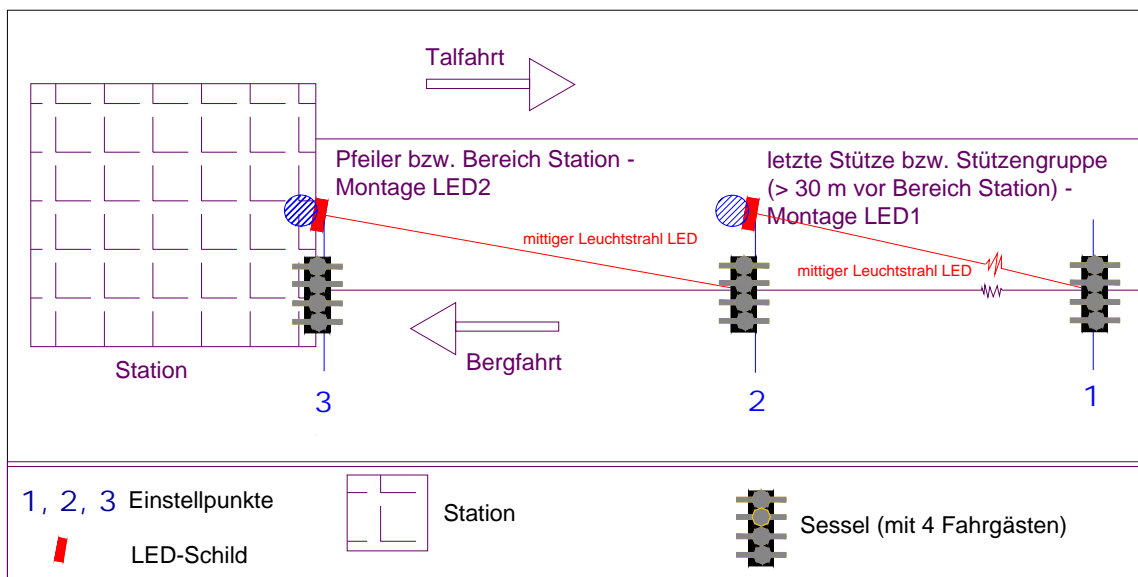 Talfahrt
Pfeiler bzw. Bereich Station -
Montage LED2
letzte Stütze bzw. Stützengruppe
(> 30 m vor Bereich Station) -
Montage LED1
mittiger Leuchtstrahl LED
mittiger Leuchtstrahl LED
Bergfahrt
Station
3
2
1
1, 2, 3 Einstellpunkte
LED-Schild
Station
Sessel (mit 4 Fahrgästen)